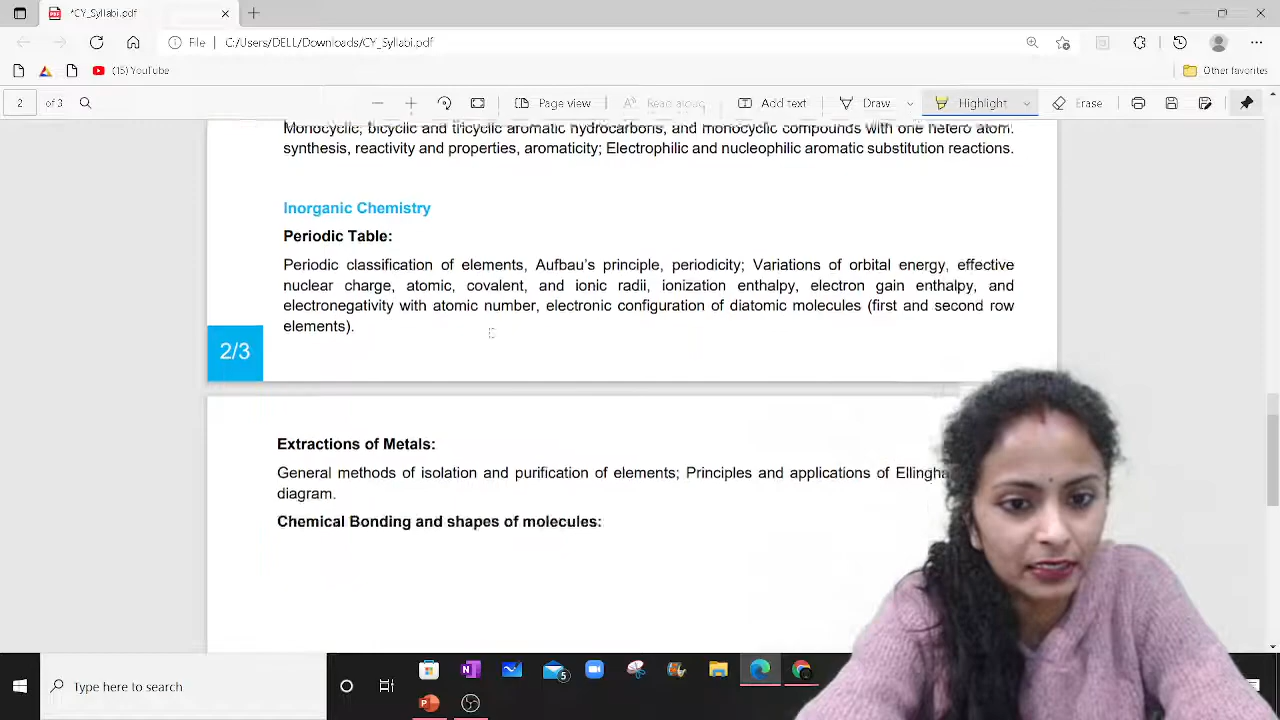 *CY_Syllabi.pdf
File C:/Users/DELL/Downloads/CY_Syllabi.pdf
(15) YouTube
Other favorites
2 of 3
Page view
Read aloud
Add text
Draw
Highlight
Erase
Monocyclic, bicyclic and tricyclic aromatic hydrocarbons, and monocyclic compounds with one hetero atom:
synthesis, reactivity and properties, aromaticity; Electrophilic and nucleophilic aromatic substitution reactions.
Inorganic Chemistry
Periodic Table:
Periodic classification of elements, Aufbau's principle, periodicity; Variations of orbital energy, effective
nuclear charge, atomic, covalent, and ionic radii, ionization enthalpy, electron gain enthalpy, and
electronegativity with atomic number, electronic configuration of diatomic molecules (first and second row
elements).
2/3
Extractions of Metals:
General methods of isolation and purification of elements; Principles and applications of
diagram.
Chemical Bonding and shapes of molecules:
Type here to search
5